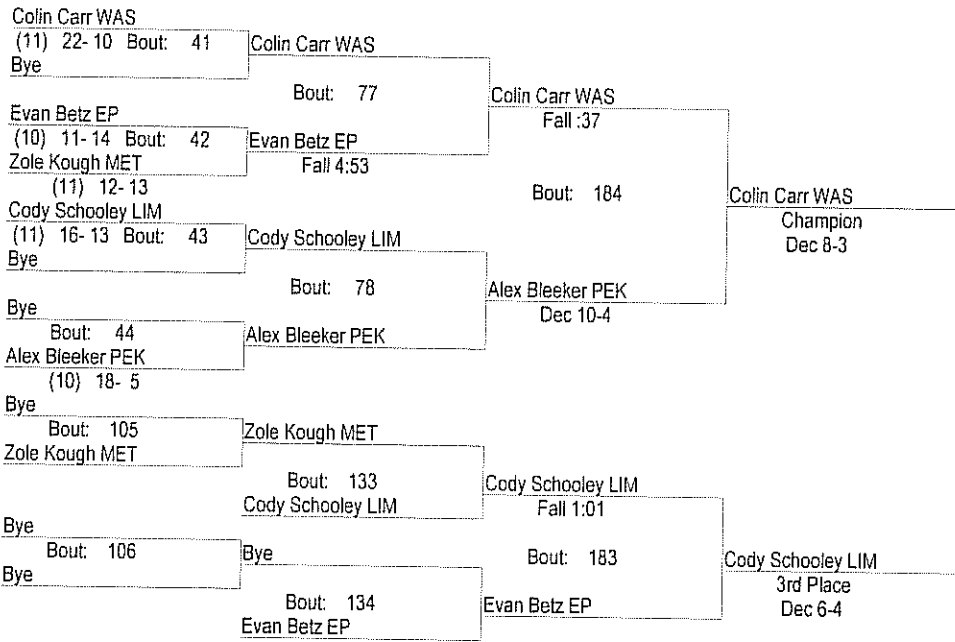 Colin Carr WAS
(11) 22- 10 Bout: 41
Bye
Colin Carr WAS
Bout: 77
Evan Betz EP
(10) 11- 14 Bout: 42
Zole Kough MET
(11) 12- 13
Evan Betz EP
Fall 4:53
Colin Carr WAS
Fall :37
Bout: 184
Cody Schooley LIM
(11) 16- 13 Bout: 43
Bye
Cody Schooley LIM
Bout: 78
Bye
Bout: 44
Alex Bleeker PEK
(10) 18- 5
Alex Bleeker PEK
Alex Bleeker PEK
Dec 10-4
Colin Carr WAS
Champion
Dec 8-3
Bye
Bout: 105
Zole Kough MET
Zole Kough MET
Bout: 133
Cody Schooley LIM
Cody Schooley LIM
Fall 1:01
Bye
Bout: 106
Bye
Bye
Bout: 134
Evan Betz EP
Bout: 183
Evan Betz EP
Cody Schooley LIM
3rd Place
Dec 6-4